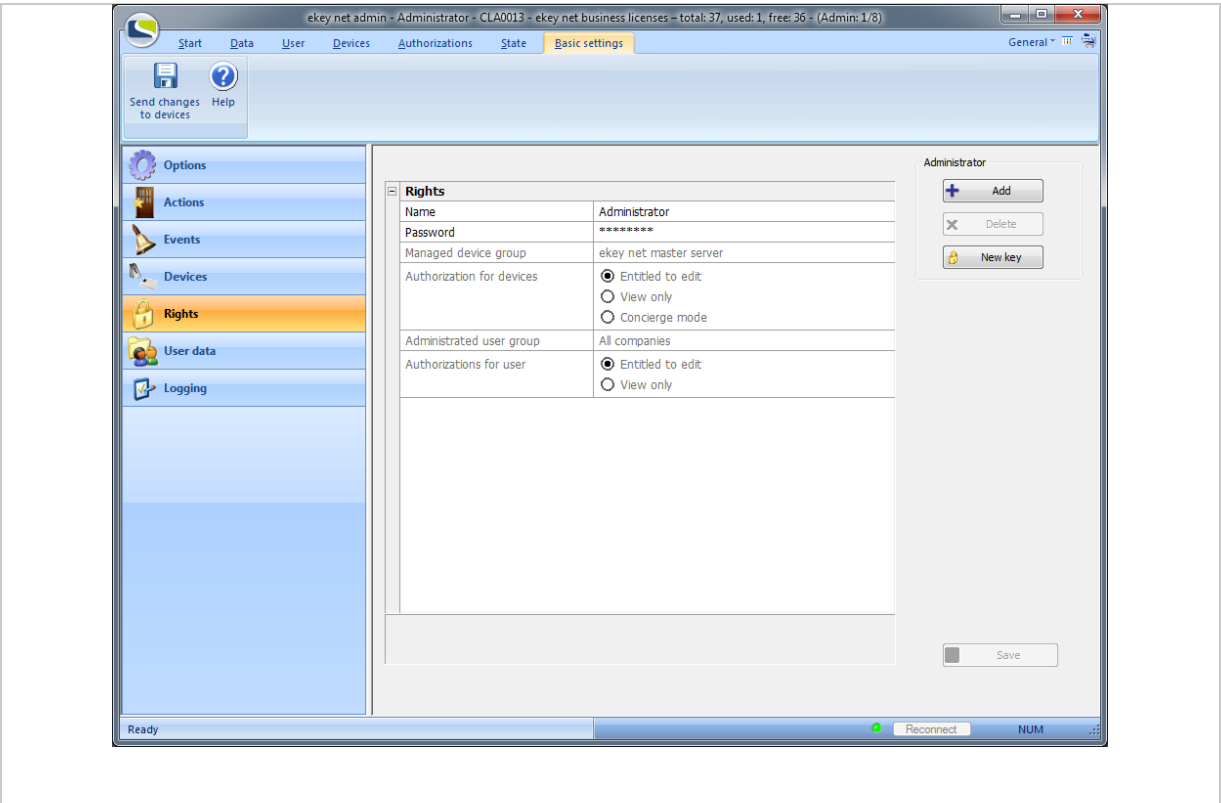 ekey net admin - Administrator - CLA0013 - ekey net business licenses – total: 37, used: 1, free: 36 - (Admin: 1/8)
Start Data User Devices Authorizations State Basic settings General
Send changes to devices Help
Options
Actions
Events
Devices
Rights
User data
Logging
Rights
Name Administrator
Password ********
Managed device group ekey net master server
Authorization for devices Entitled to edit
View only
Concierge mode
Administrated user group All companies
Authorizations for user Entitled to edit
View only
Administrator
Add
Delete
New key
Save
Ready Reconnect NUM